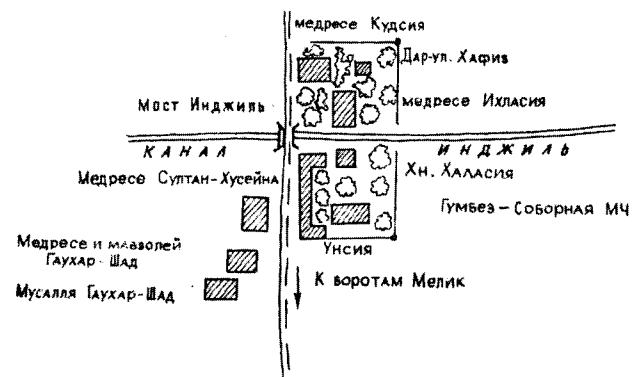 медресе Кудсия
Дар-ул. Хафиз
Мост Инджиль
медресе Ихласия
КАНАЛ ИНДЖИЛЬ
Медресе Султан-Хусейна
Хн. Халасия
Гумбез-Соборная МЧ
Унсия
Медресе и мавзолей
Гаухар-Шад
К воротам Мелик
Мусалля Гаухар-Шад